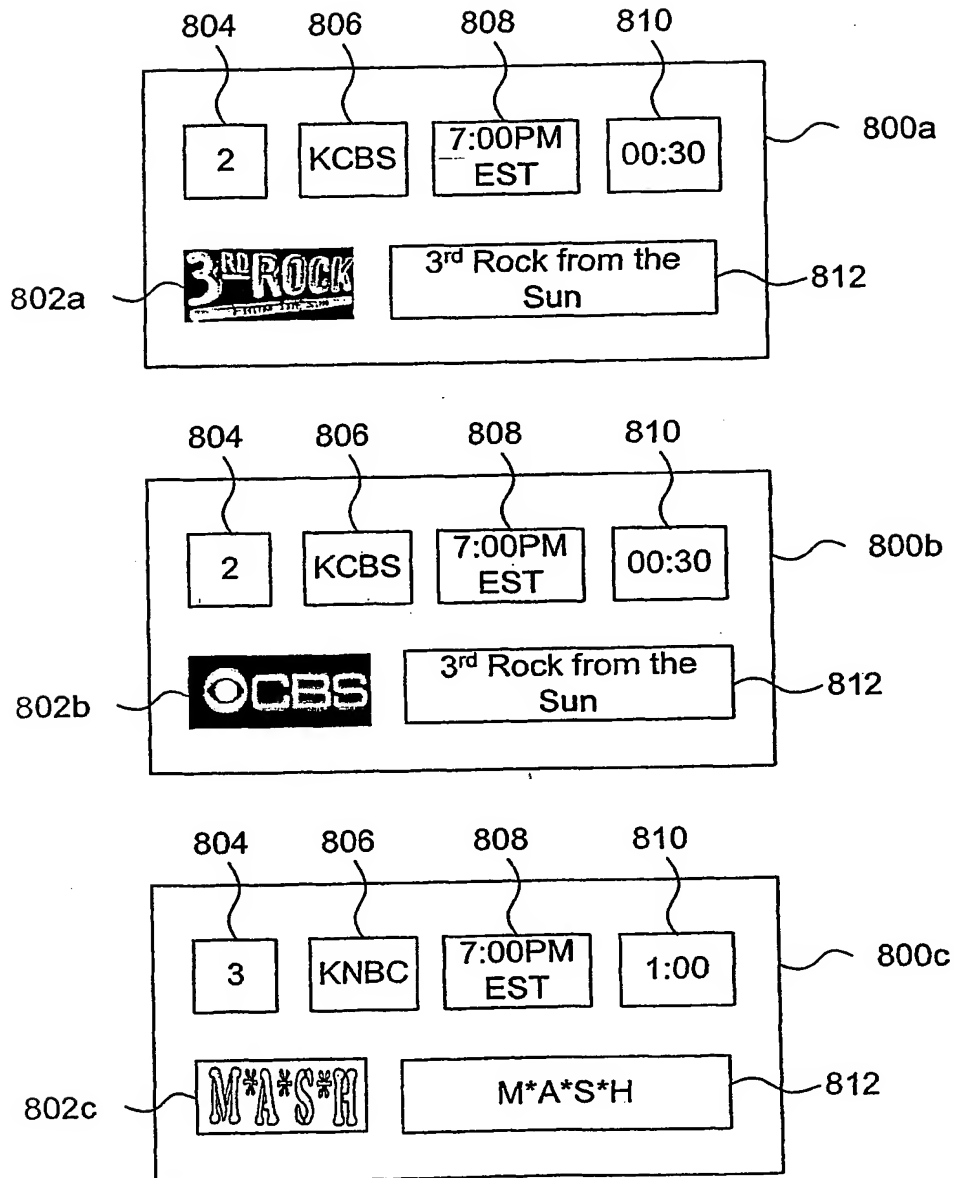 804 806 808 810
2 KCBS 7:00PM EST 00:30 800a
802a 3RD ROCK 3rd Rock from the Sun 812
804 806 808 810
2 KCBS 7:00PM EST 00:30 800b
802b CBS 3rd Rock from the Sun 812
804 806 808 810
3 KNBC 7:00PM EST 1:00 800c
802c M*A*S*H M*A*S*H 812